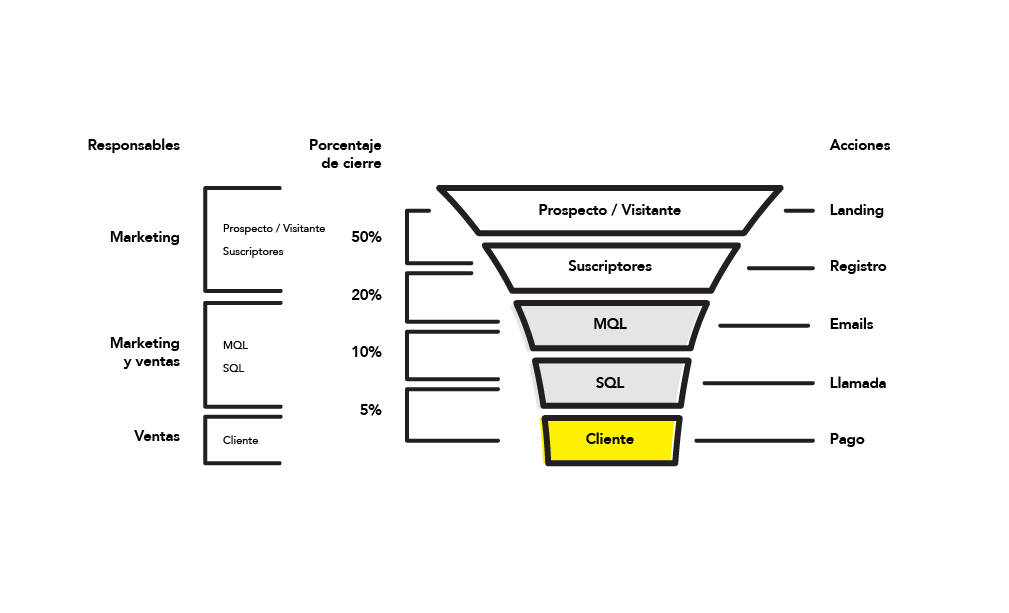 Responsables
Porcentaje
de cierre
Acciones
Marketing
Prospecto / Visitante
Suscriptores
Marketing
y ventas
MQL
SQL
Ventas
Cliente
50%
20%
10%
5%
Prospecto / Visitante
Suscriptores
MQL
SQL
Cliente
Landing
Registro
Emails
Llamada
Pago